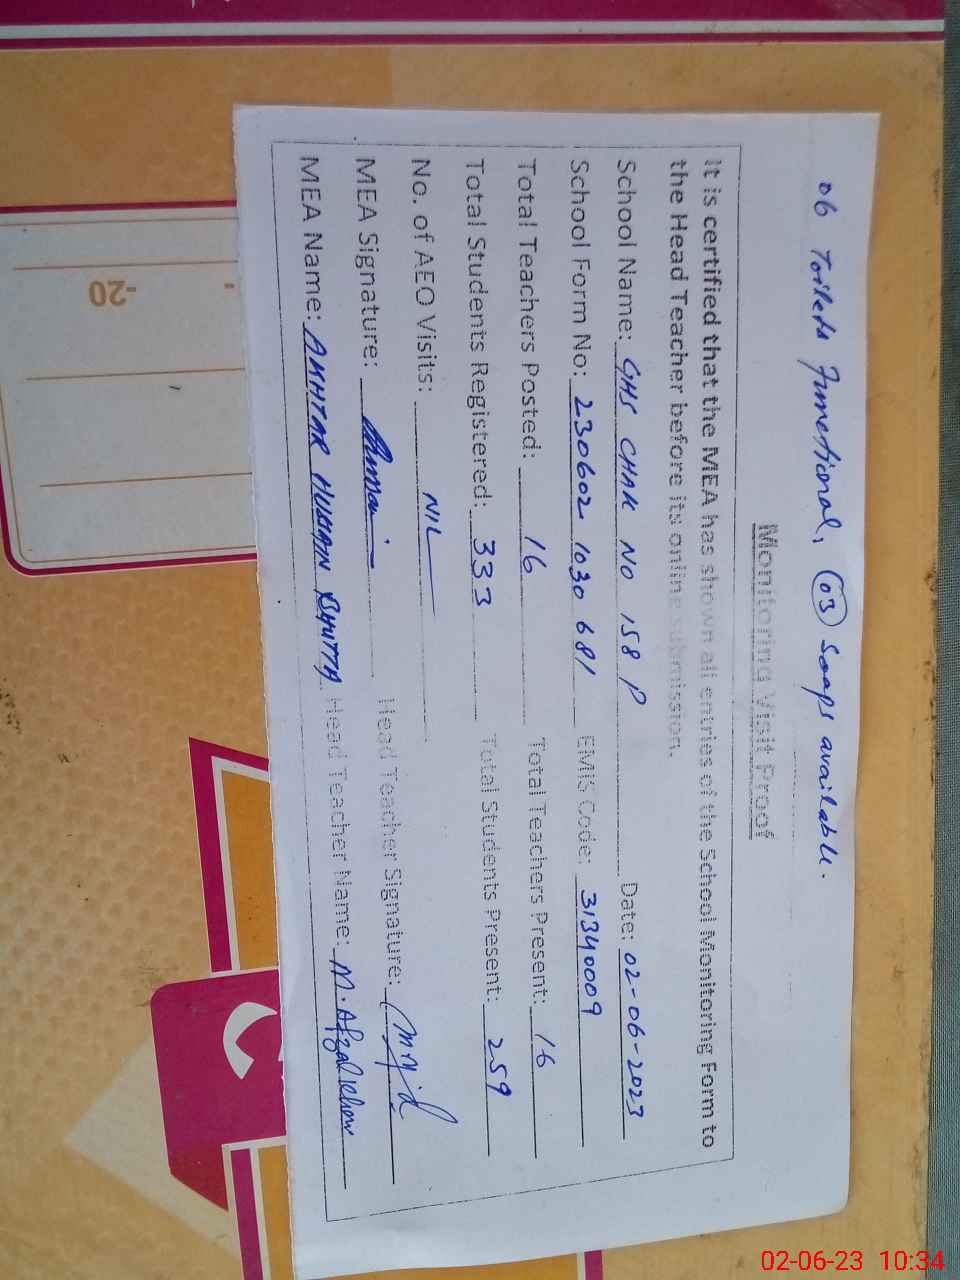 06 Toilets Functional, 03 Soaps available.
Monitoring Visit Proof
It is certified that the MEA has shown all entries of the School Monitoring Form to
the Head Teacher before its online submission.
School Name: GHS CHAK NO 158 P Date: 02-06-2023
School Form No: 230602 1030 681 EMIS Code: 31340009
Total Teachers Posted: 16 Total Teachers Present: 16
Total Students Registered: 333 Total Students Present: 259
No. of AEO Visits: NIL
MEA Signature: Head Teacher Signature:
MEA Name: AKHTAR HUSSAIN BHUTTA Head Teacher Name: M. Afzal Khan
-20
02-06-23 10:34